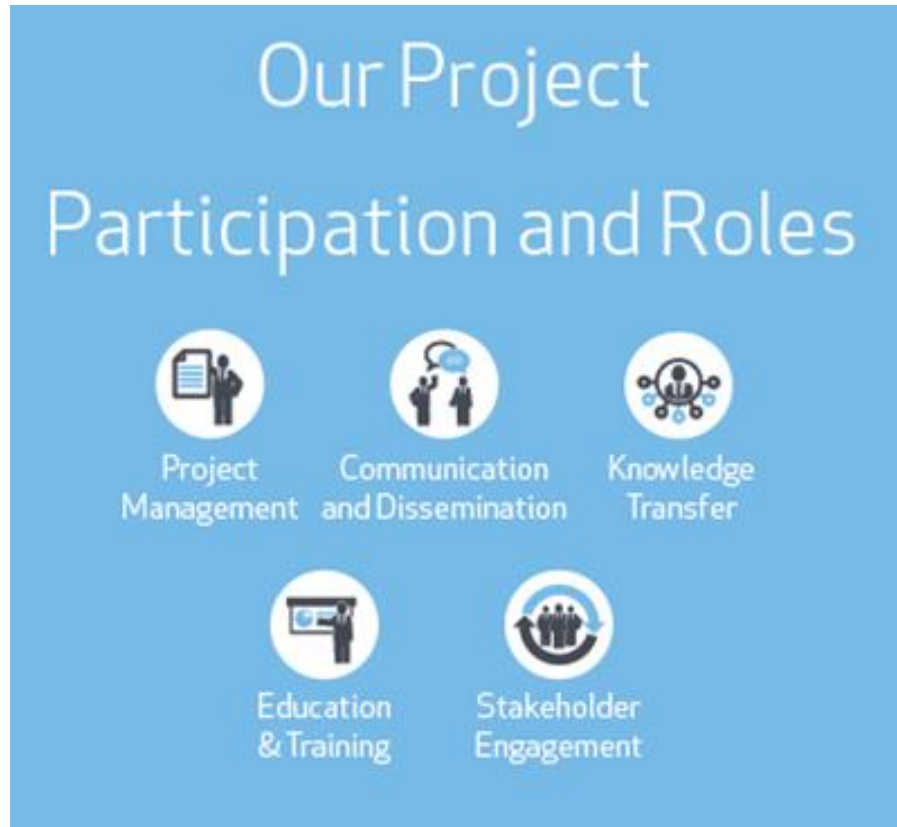 Our Project
Participation and Roles
Project
Management
Communication
and Dissemination
Knowledge
Transfer
Education
& Training
Stakeholder
Engagement